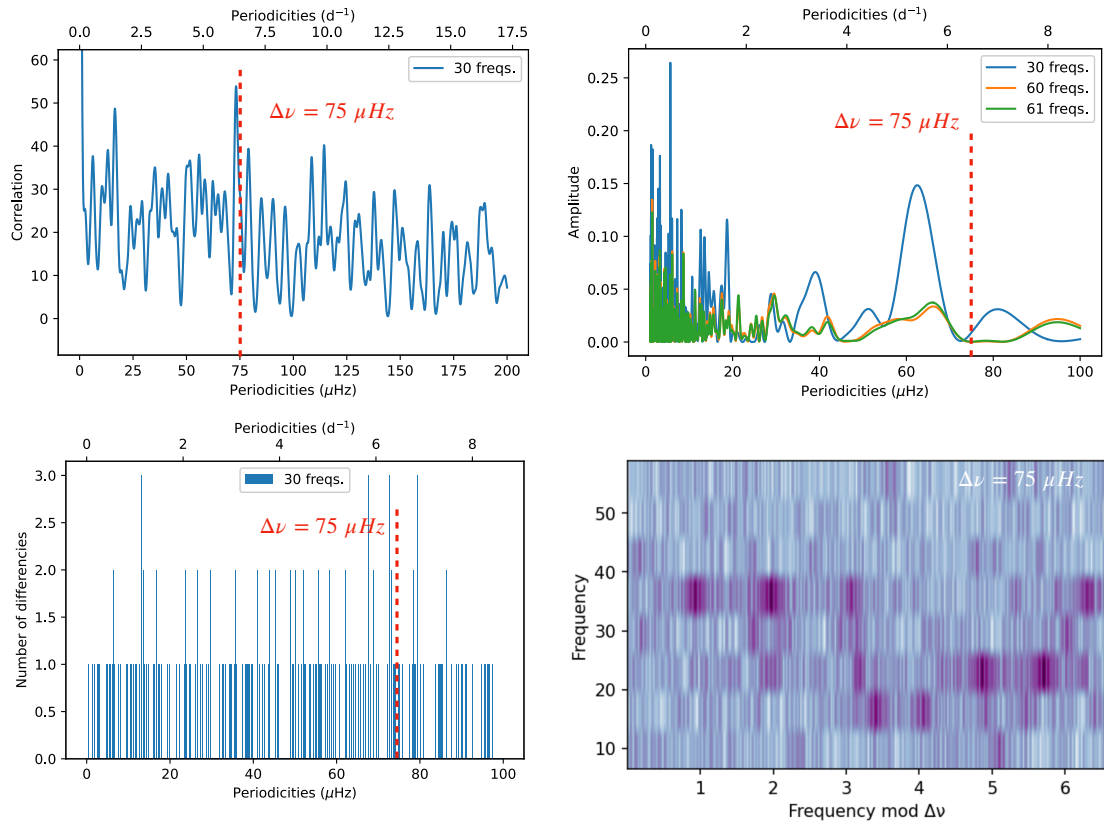 Periodicities (d⁻¹)
0.0 2.5 5.0 7.5 10.0 12.5 15.0 17.5
60
50
40
30
20
10
0
Correlation
30 freqs.
Δν = 75 μHz
0 25 50 75 100 125 150 175 200
Periodicities (μHz)
Periodicities (d⁻¹)
0 2 4 6 8
0.25
0.20
0.15
0.10
0.05
0.00
Amplitude
30 freqs.
60 freqs.
61 freqs.
Δν = 75 μHz
0 20 40 60 80 100
Periodicities (μHz)
Periodicities (d⁻¹)
0 2 4 6 8
3.0
2.5
2.0
1.5
1.0
0.5
0.0
Number of differencies
30 freqs.
Δν = 75 μHz
0 20 40 60 80 100
Periodicities (μHz)
Δν = 75 μHz
50
40
30
20
10
Frequency
1 2 3 4 5 6
Frequency mod Δν